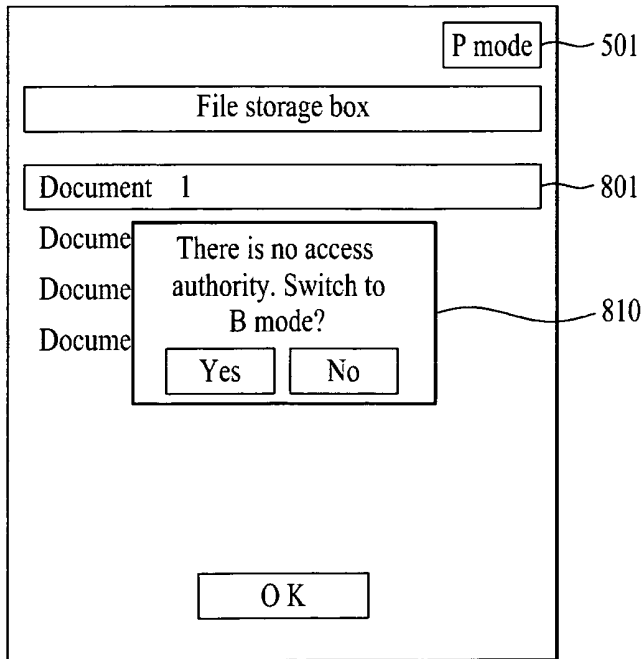 P mode
501
File storage box
Document 1
801
Docume
Docume
Docume
There is no access
authority. Switch to
B mode?
Yes No
810
O K